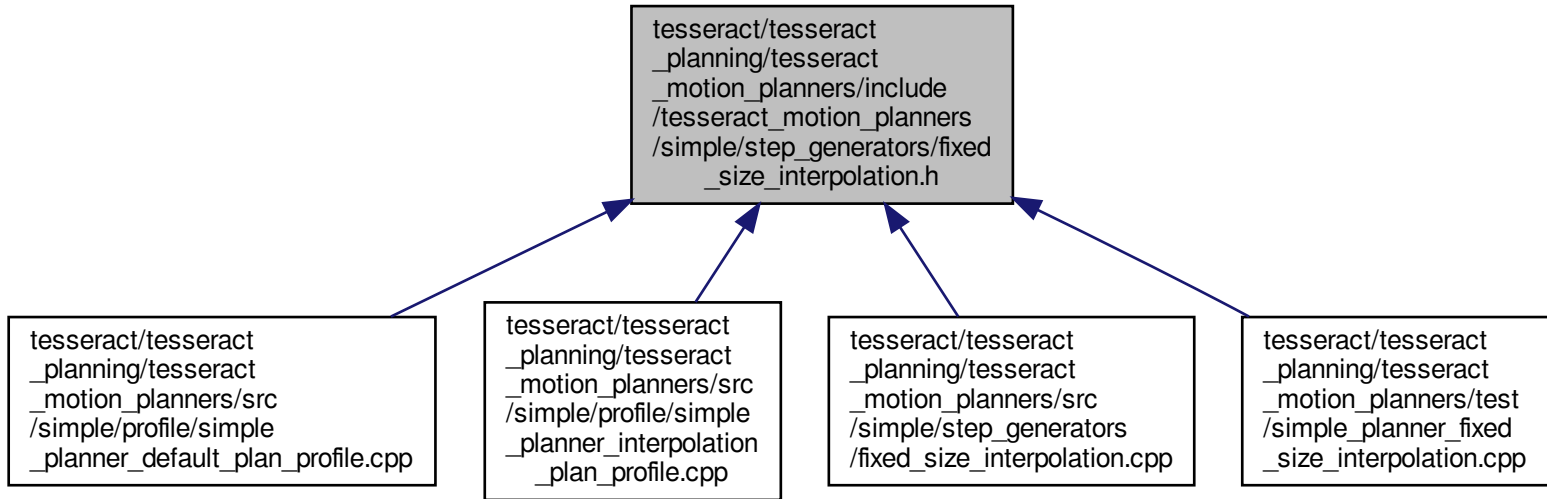 tesseract/tesseract
_planning/tesseract
_motion_planners/include
/tesseract_motion_planners
/simple/step_generators/fixed
_size_interpolation.h
tesseract/tesseract
_planning/tesseract
_motion_planners/src
/simple/profile/simple
_planner_default_plan_profile.cpp
tesseract/tesseract
_planning/tesseract
_motion_planners/src
/simple/profile/simple
_planner_interpolation
_plan_profile.cpp
tesseract/tesseract
_planning/tesseract
_motion_planners/src
/simple/step_generators
/fixed_size_interpolation.cpp
tesseract/tesseract
_planning/tesseract
_motion_planners/test
/simple_planner_fixed
_size_interpolation.cpp